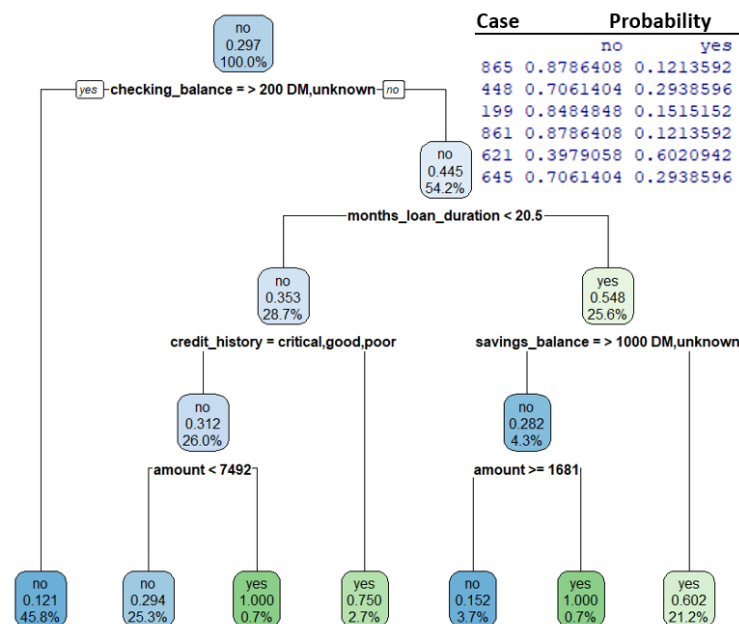 Case Probability
no yes
865 0.8786408 0.1213592
448 0.7061404 0.2938596
199 0.8484848 0.1515152
861 0.8786408 0.1213592
621 0.3979058 0.6020942
645 0.7061404 0.2938596
no
0.297
100.0%
yes checking_balance = > 200 DM,unknown no
no
0.445
54.2%
months_loan_duration < 20.5
no
0.353
28.7%
yes
0.548
25.6%
credit_history = critical,good,poor
savings_balance = > 1000 DM,unknown
no
0.312
26.0%
no
0.282
4.3%
amount < 7492
amount >= 1681
no
0.121
45.8%
no
0.294
25.3%
yes
1.000
0.7%
yes
0.750
2.7%
no
0.152
3.7%
yes
1.000
0.7%
yes
0.602
21.2%